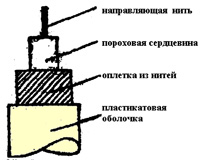 направляющая нить
пороховая сердцевина
оплетка из нитей
пластикатовая
оболочка